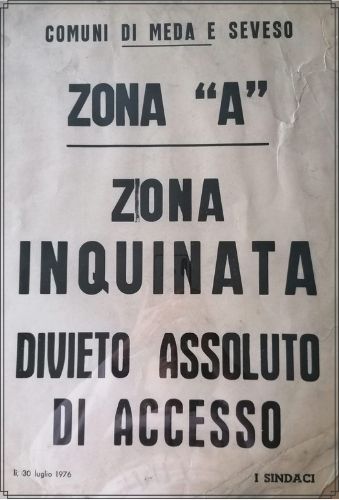 COMUNI DI MEDA E SEVESO
ZONA "A"
ZONA
INQUINATA
DIVIETO ASSOLUTO
DI ACCESSO
lì, 30 luglio 1976
I SINDACI